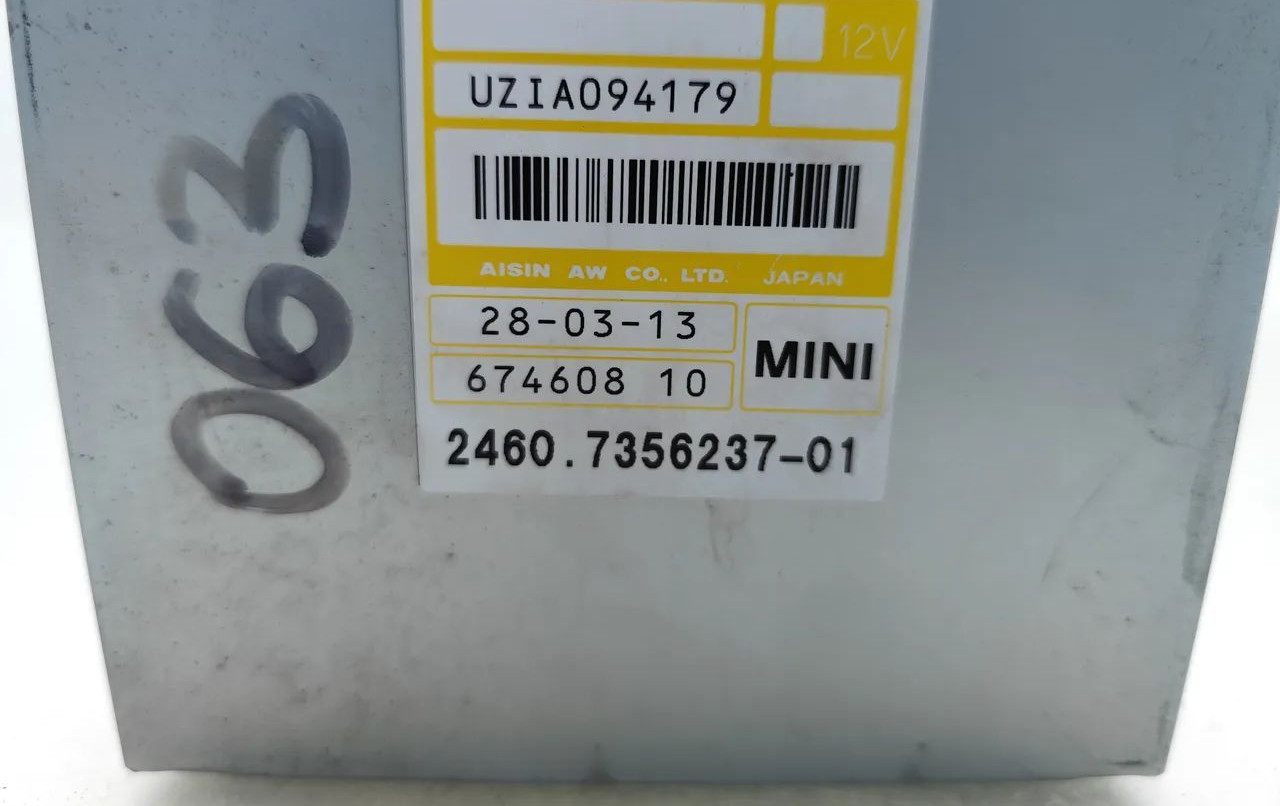 12V
UZIA094179
AISIN AW CO., LTD. JAPAN
28-03-13
MINI
674608 10
2460.7356237-01
063